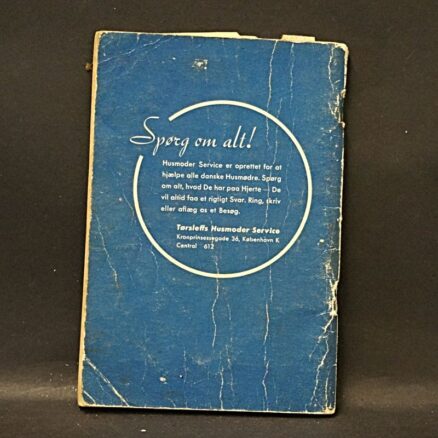 Spørg om alt!
Husmoder Service er oprettet for at
hjælpe alle danske Husmødre. Spørg
om alt, hvad De har paa Hjerte — De
vil altid faa et rigligt Svar. Ring, skriv
eller aflæg os et Besøg.
Tørsleffs Husmoder Service
Kronprinsessegade 36, København K
Central 612